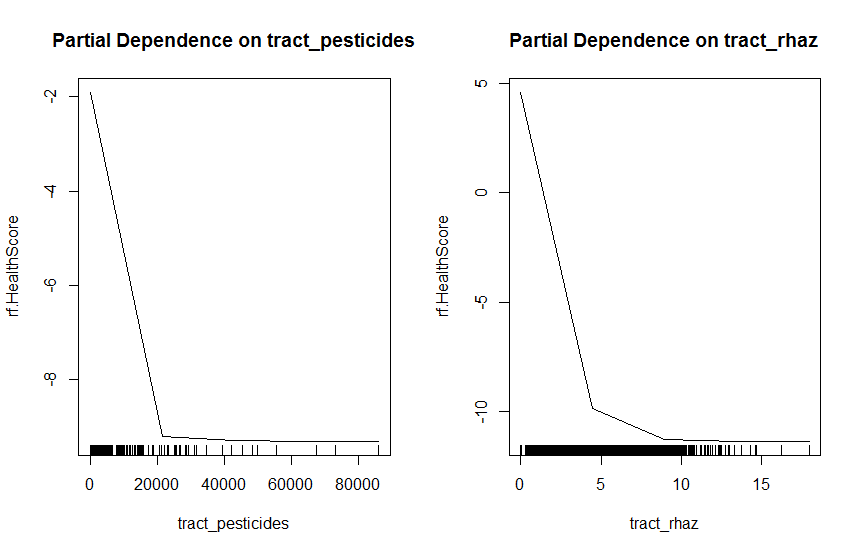 Partial Dependence on tract_pesticides
rf.HealthScore
-2
-4
-6
-8
0 20000 40000 60000 80000
tract_pesticides
Partial Dependence on tract_rhaz
rf.HealthScore
5
0
-5
-10
0 5 10 15
tract_rhaz